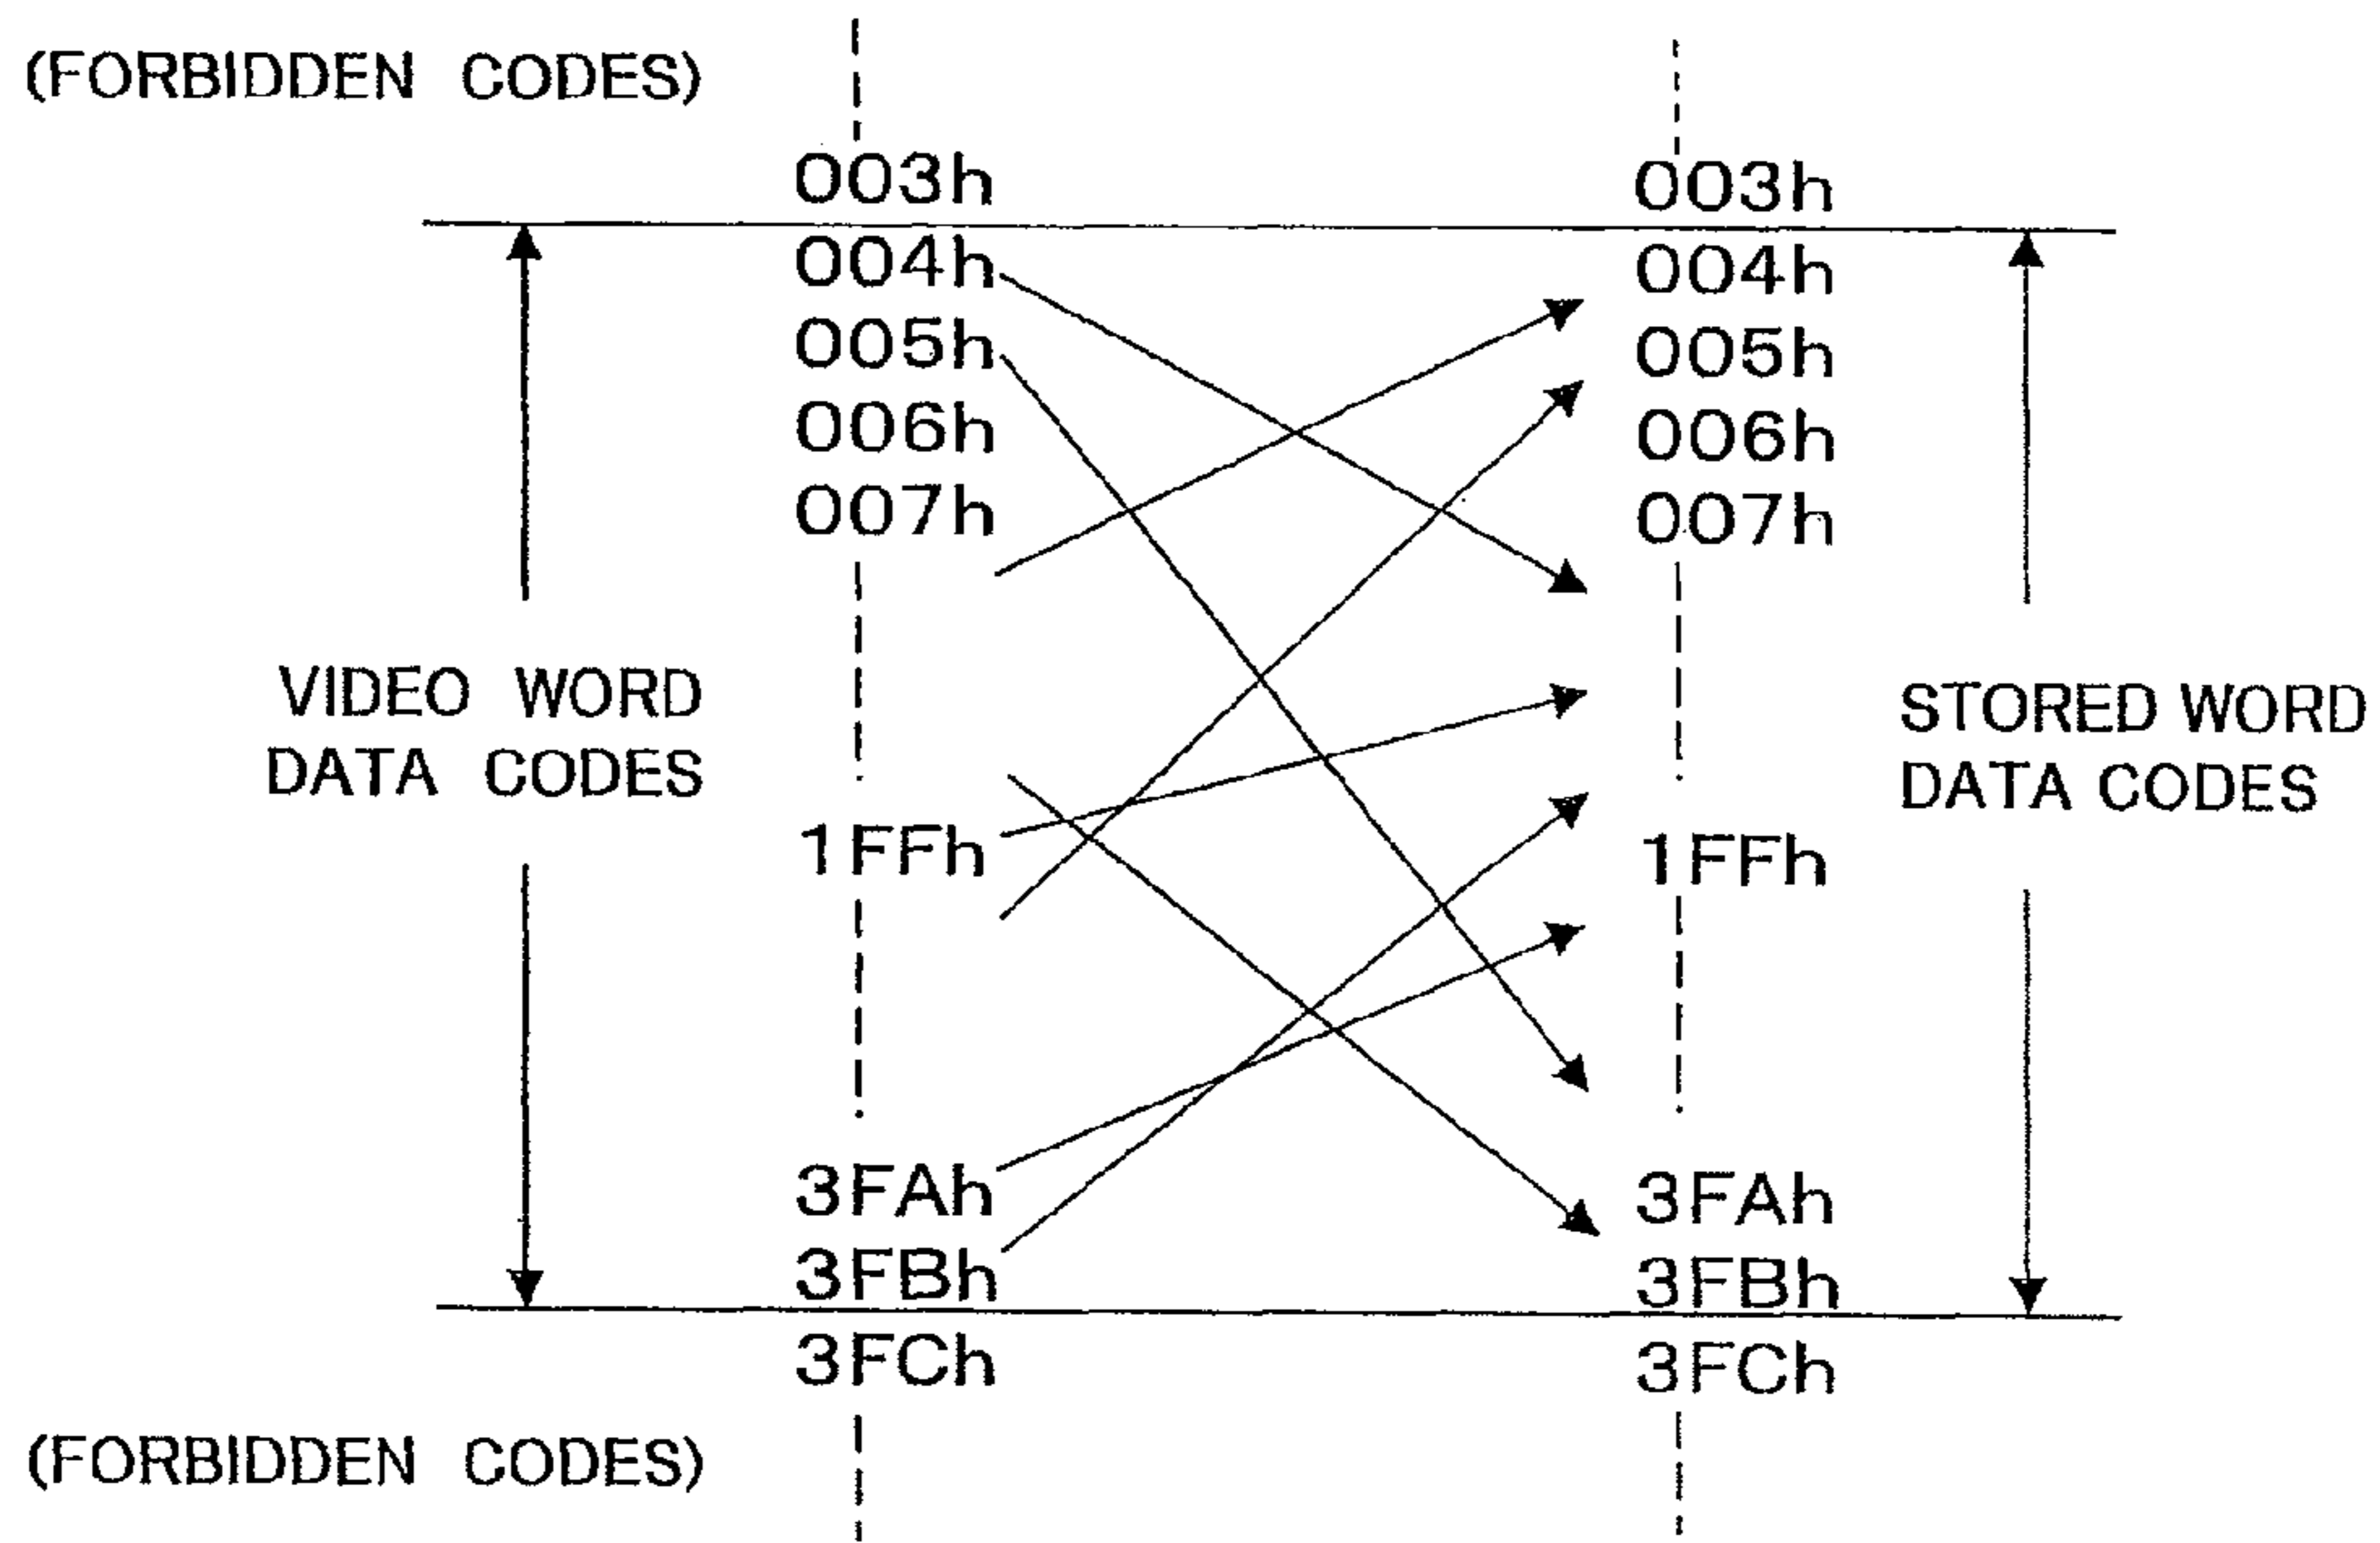 (FORBIDDEN CODES)
003h 003h
004h 004h
005h 005h
006h 006h
007h 007h
VIDEO WORD
DATA CODES
STORED WORD
DATA CODES
1FFh 1FFh
3FAh 3FAh
3FBh 3FBh
3FCh 3FCh
(FORBIDDEN CODES)